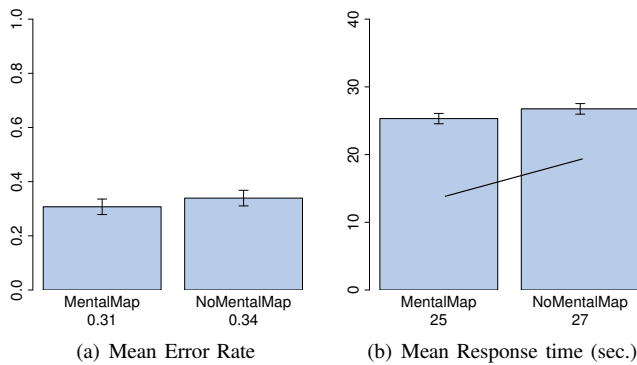 0.0 0.2 0.4 0.6 0.8 1.0
MentalMap NoMentalMap
0.31 0.34
(a) Mean Error Rate
0 10 20 30 40
MentalMap NoMentalMap
25 27
(b) Mean Response time (sec.)